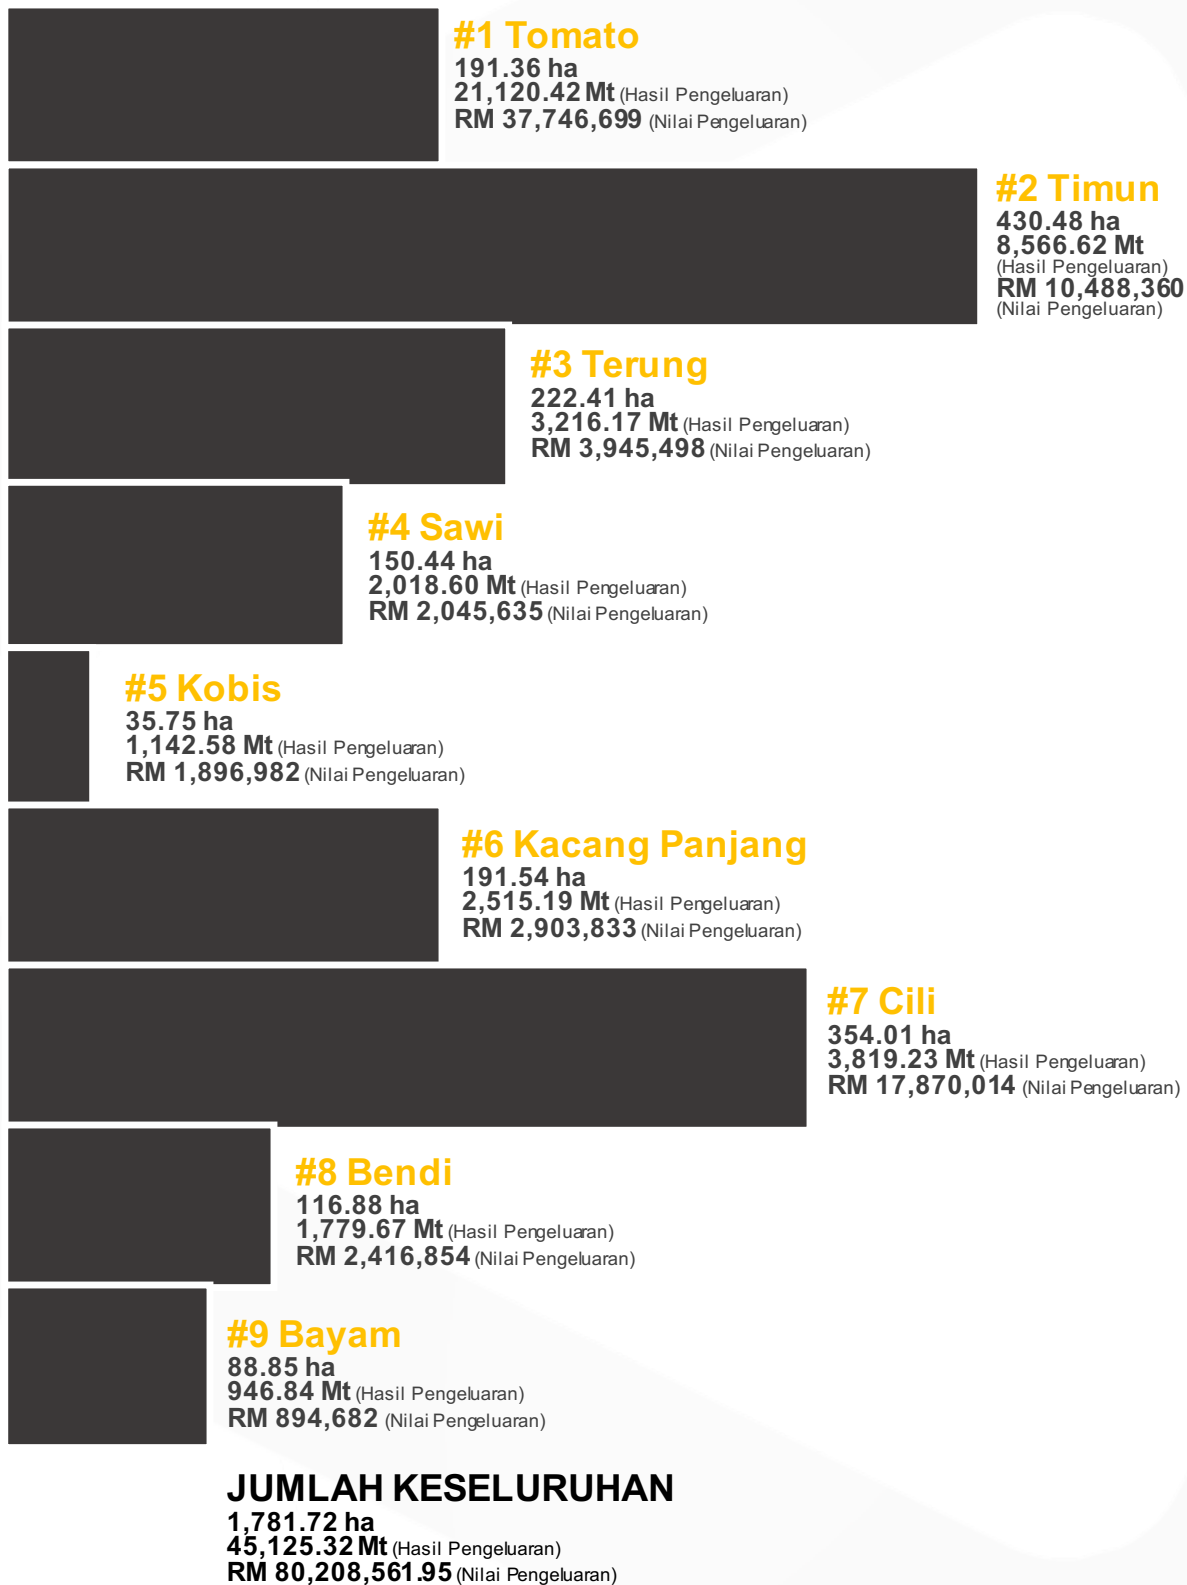 #1 Tomato
191.36 ha
21,120.42 Mt (Hasil Pengeluaran)
RM 37,746,699 (Nilai Pengeluaran)
#2 Timun
430.48 ha
8,566.62 Mt
(Hasil Pengeluaran)
RM 10,488,360
(Nilai Pengeluaran)
#3 Terung
222.41 ha
3,216.17 Mt (Hasil Pengeluaran)
RM 3,945,498 (Nilai Pengeluaran)
#4 Sawi
150.44 ha
2,018.60 Mt (Hasil Pengeluaran)
RM 2,045,635 (Nilai Pengeluaran)
#5 Kobis
35.75 ha
1,142.58 Mt (Hasil Pengeluaran)
RM 1,896,982 (Nilai Pengeluaran)
#6 Kacang Panjang
191.54 ha
2,515.19 Mt (Hasil Pengeluaran)
RM 2,903,833 (Nilai Pengeluaran)
#7 Cili
354.01 ha
3,819.23 Mt (Hasil Pengeluaran)
RM 17,870,014 (Nilai Pengeluaran)
#8 Bendi
116.88 ha
1,779.67 Mt (Hasil Pengeluaran)
RM 2,416,854 (Nilai Pengeluaran)
#9 Bayam
88.85 ha
946.84 Mt (Hasil Pengeluaran)
RM 894,682 (Nilai Pengeluaran)
JUMLAH KESELURUHAN
1,781.72 ha
45,125.32 Mt (Hasil Pengeluaran)
RM 80,208,561.95 (Nilai Pengeluaran)